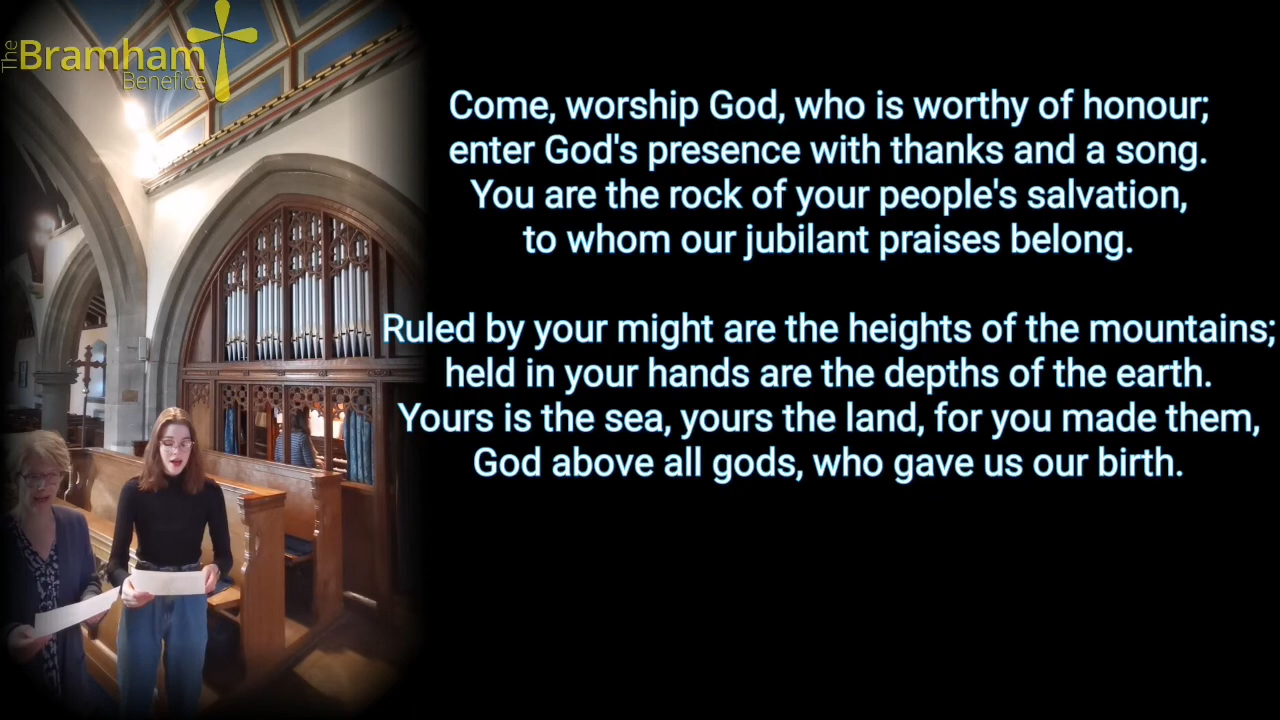 The
Bramham
Benefice
Come, worship God, who is worthy of honour;
enter God's presence with thanks and a song.
You are the rock of your people's salvation,
to whom our jubilant praises belong.
Ruled by your might are the heights of the mountains;
held in your hands are the depths of the earth.
Yours is the sea, yours the land, for you made them,
God above all gods, who gave us our birth.